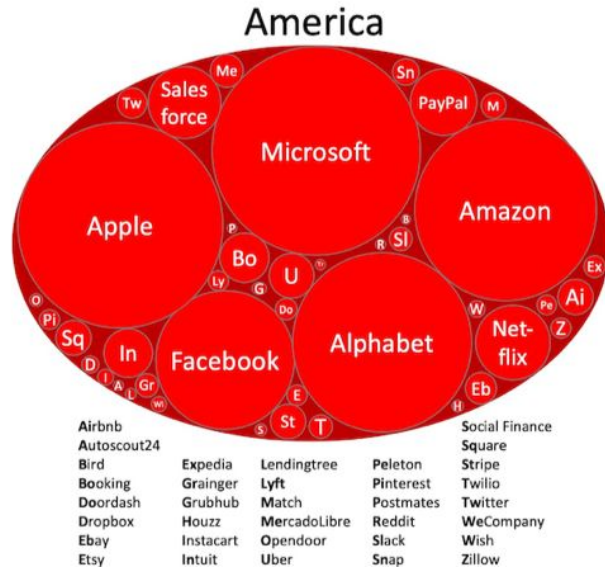 America
Me
Sn
Tw
Sales
force
PayPal
M
Microsoft
Apple
Amazon
P
B
R
Sl
Bo
U
Ly
G
Ex
Ai
O
Pi
Do
W
Pe
Sq
In
Facebook
Alphabet
Net-
flix
Z
D
I
A
L
Gr
Wi
E
Eb
H
S
St
T
Airbnb
Autoscout24
Bird
Booking
Doordash
Dropbox
Ebay
Etsy
Expedia
Grainger
Grubhub
Houzz
Instacart
Intuit
Lendingtree
Lyft
Match
MercadoLibre
Opendoor
Uber
Peleton
Pinterest
Postmates
Reddit
Slack
Snap
Social Finance
Square
Stripe
Twilio
Twitter
WeCompany
Wish
Zillow